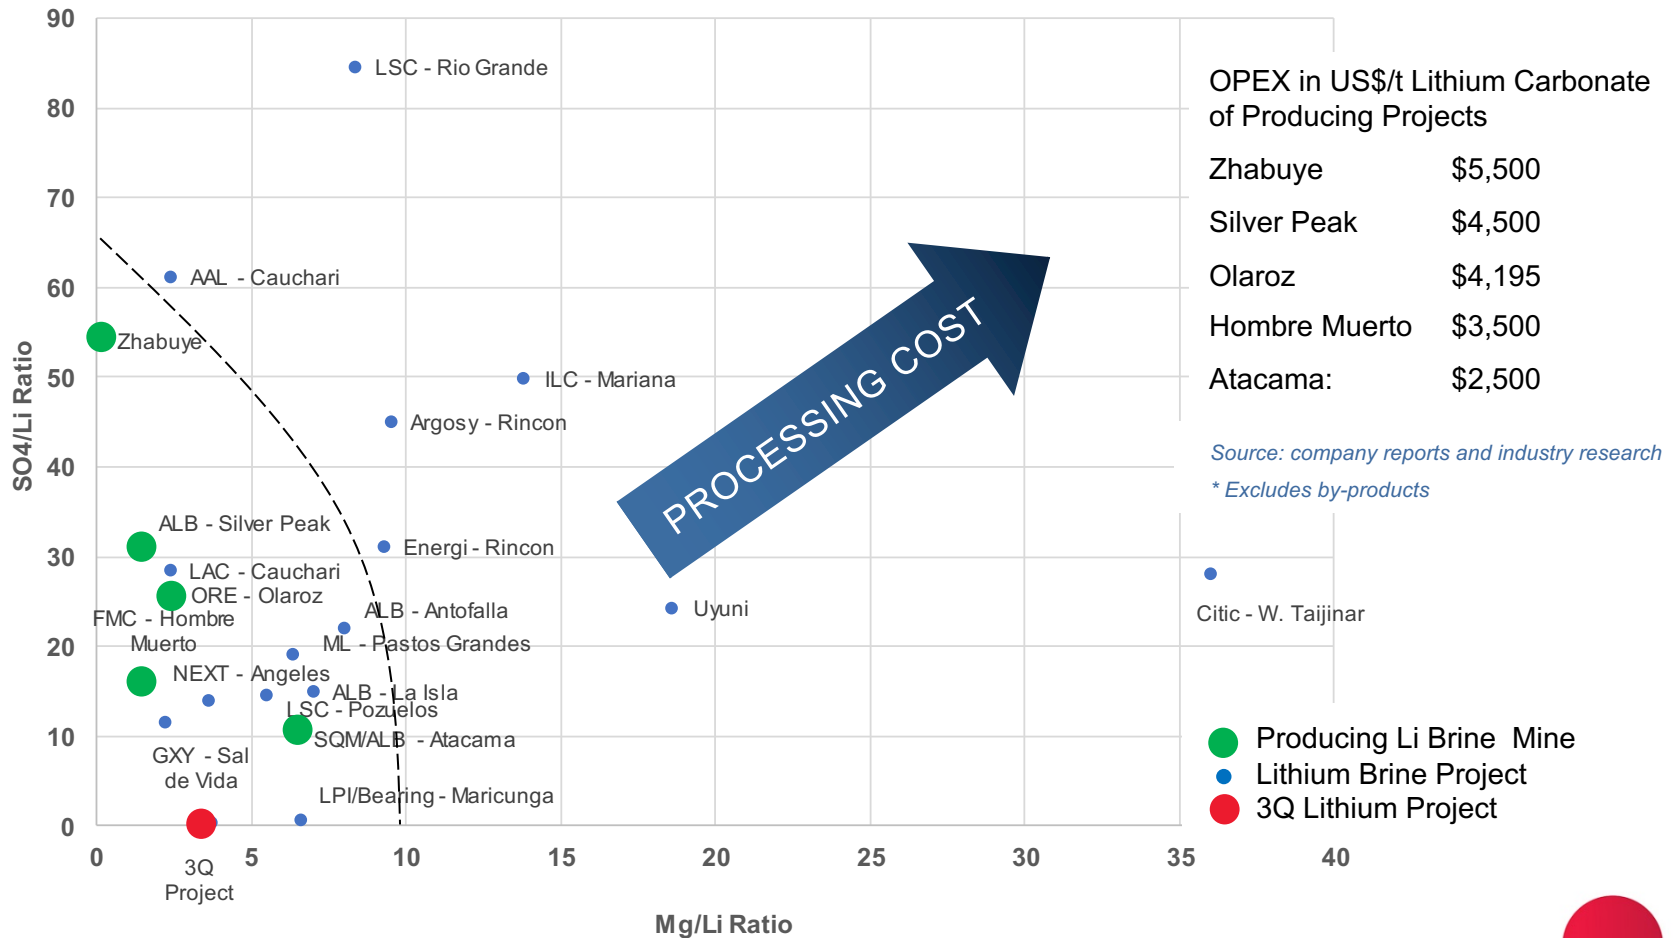 90
80
70
60
50
40
30
20
10
0
SO4/Li Ratio
0
5
10
15
20
25
30
35
40
Mg/Li Ratio
LSC - Rio Grande
AAL - Cauchari
Zhabuye
ILC - Mariana
Argosy - Rincon
ALB - Silver Peak
Energi - Rincon
LAC - Cauchari
ORE - Olaroz
FMC - Hombre
Muerto
ALB - Antofalla
Uyuni
Citic - W. Taijinar
ML - Pastos Grandes
NEXT - Angeles
ALB - La Isla
LSC - Pozuelos
SQM/ALB - Atacama
GXY - Sal
de Vida
LPI/Bearing - Maricunga
3Q
Project
PROCESSING COST
OPEX in US$/t Lithium Carbonate
of Producing Projects
Zhabuye $5,500
Silver Peak $4,500
Olaroz $4,195
Hombre Muerto $3,500
Atacama: $2,500
Source: company reports and industry research
* Excludes by-products
Producing Li Brine Mine
Lithium Brine Project
3Q Lithium Project